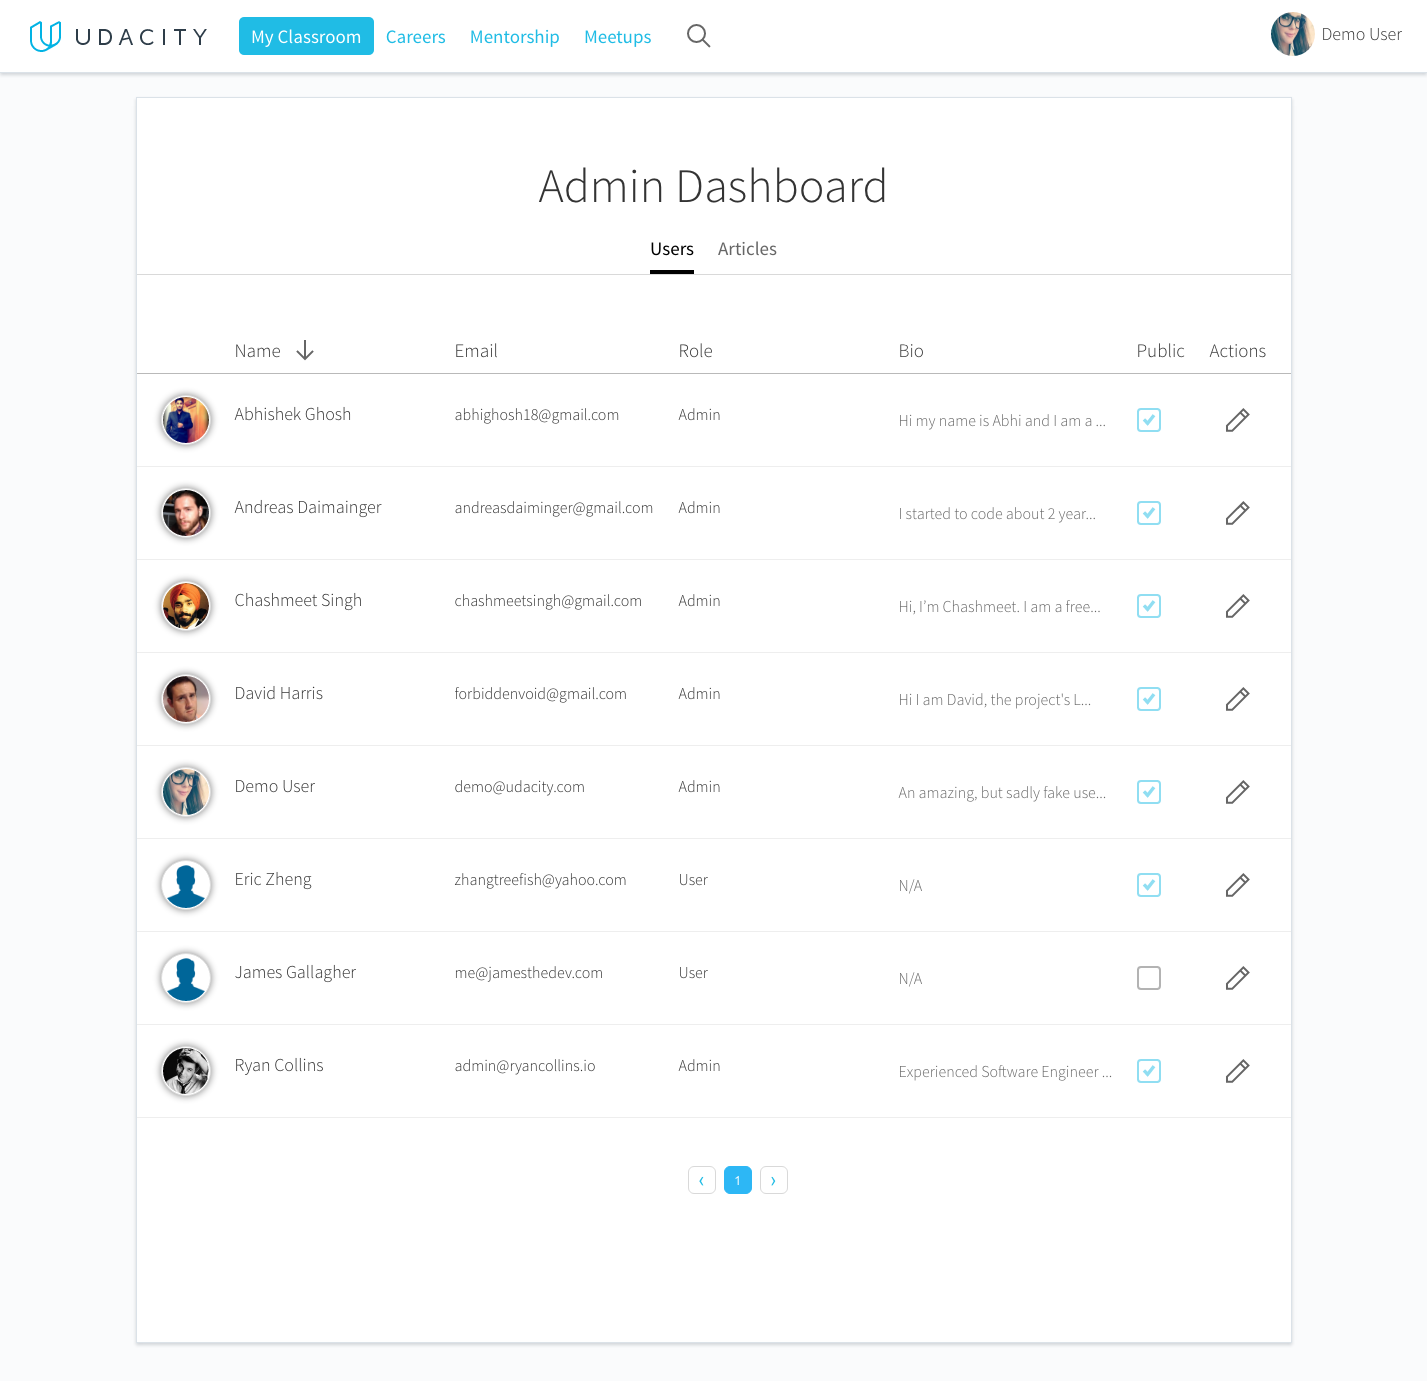 UDACITY My Classroom Careers Mentorship Meetups Demo User
Admin Dashboard
Users Articles
Name Email Role Bio Public Actions
Abhishek Ghosh abhighosh18@gmail.com Admin Hi my name is Abhi and I am a ...
Andreas Daimainger andreasdaiminger@gmail.com Admin I started to code about 2 year...
Chashmeet Singh chashmeetsingh@gmail.com Admin Hi, I'm Chashmeet. I am a free...
David Harris forbiddenvoid@gmail.com Admin Hi I am David, the project's L...
Demo User demo@udacity.com Admin An amazing, but sadly fake use...
Eric Zheng zhangtreefish@yahoo.com User N/A
James Gallagher me@jamesthedev.com User N/A
Ryan Collins admin@ryancollins.io Admin Experienced Software Engineer ...
‹ 1 ›